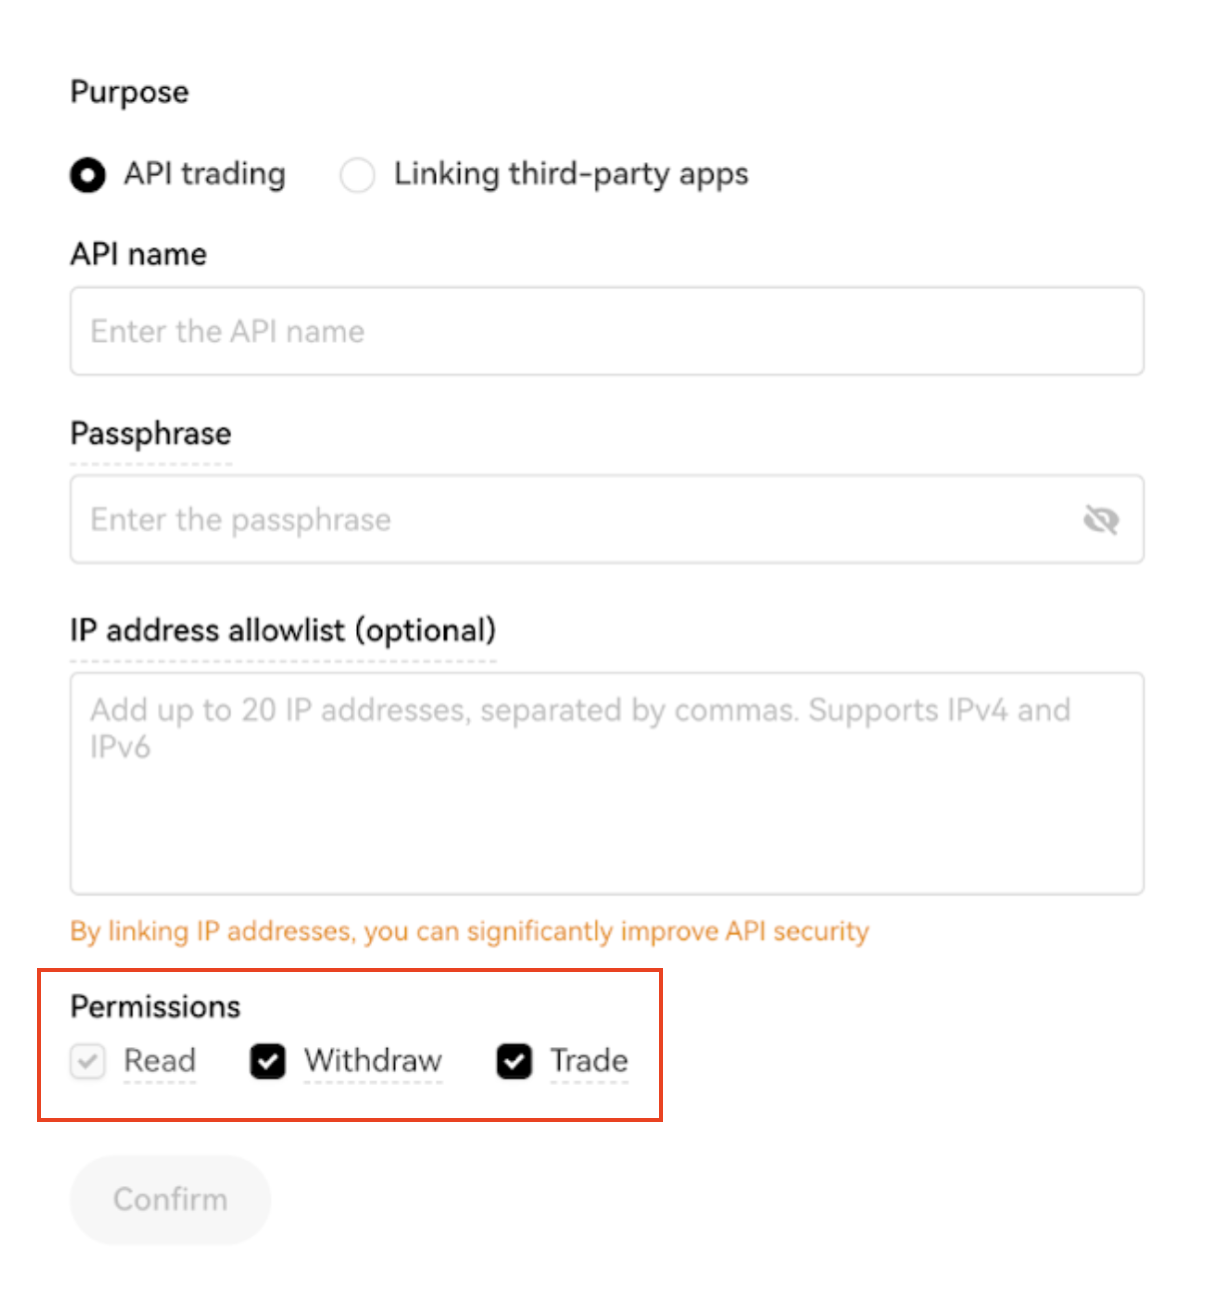 Purpose
API trading Linking third-party apps
API name
Enter the API name
Passphrase
Enter the passphrase
IP address allowlist (optional)
Add up to 20 IP addresses, separated by commas. Supports IPv4 and
IPv6
By linking IP addresses, you can significantly improve API security
Permissions
Read Withdraw Trade
Confirm